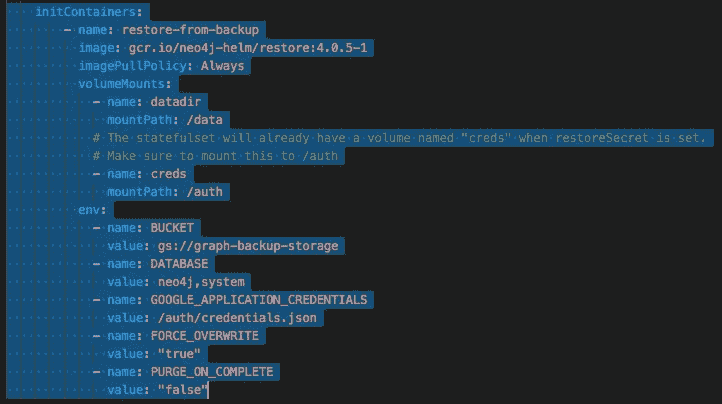 initContainers:
- name: restore-from-backup
image: gcr.io/neo4j-helm/restore:4.0.5-1
imagePullPolicy: Always
volumeMounts:
- name: datadir
mountPath: /data
# The statefulset will already have a volume named "creds" when restoreSecret is set.
# Make sure to mount this to /auth
- name: creds
mountPath: /auth
env:
- name: BUCKET
value: gs://graph-backup-storage
- name: DATABASE
value: neo4j,system
- name: GOOGLE_APPLICATION_CREDENTIALS
value: /auth/credentials.json
- name: FORCE_OVERWRITE
value: "true"
- name: PURGE_ON_COMPLETE
value: "false"